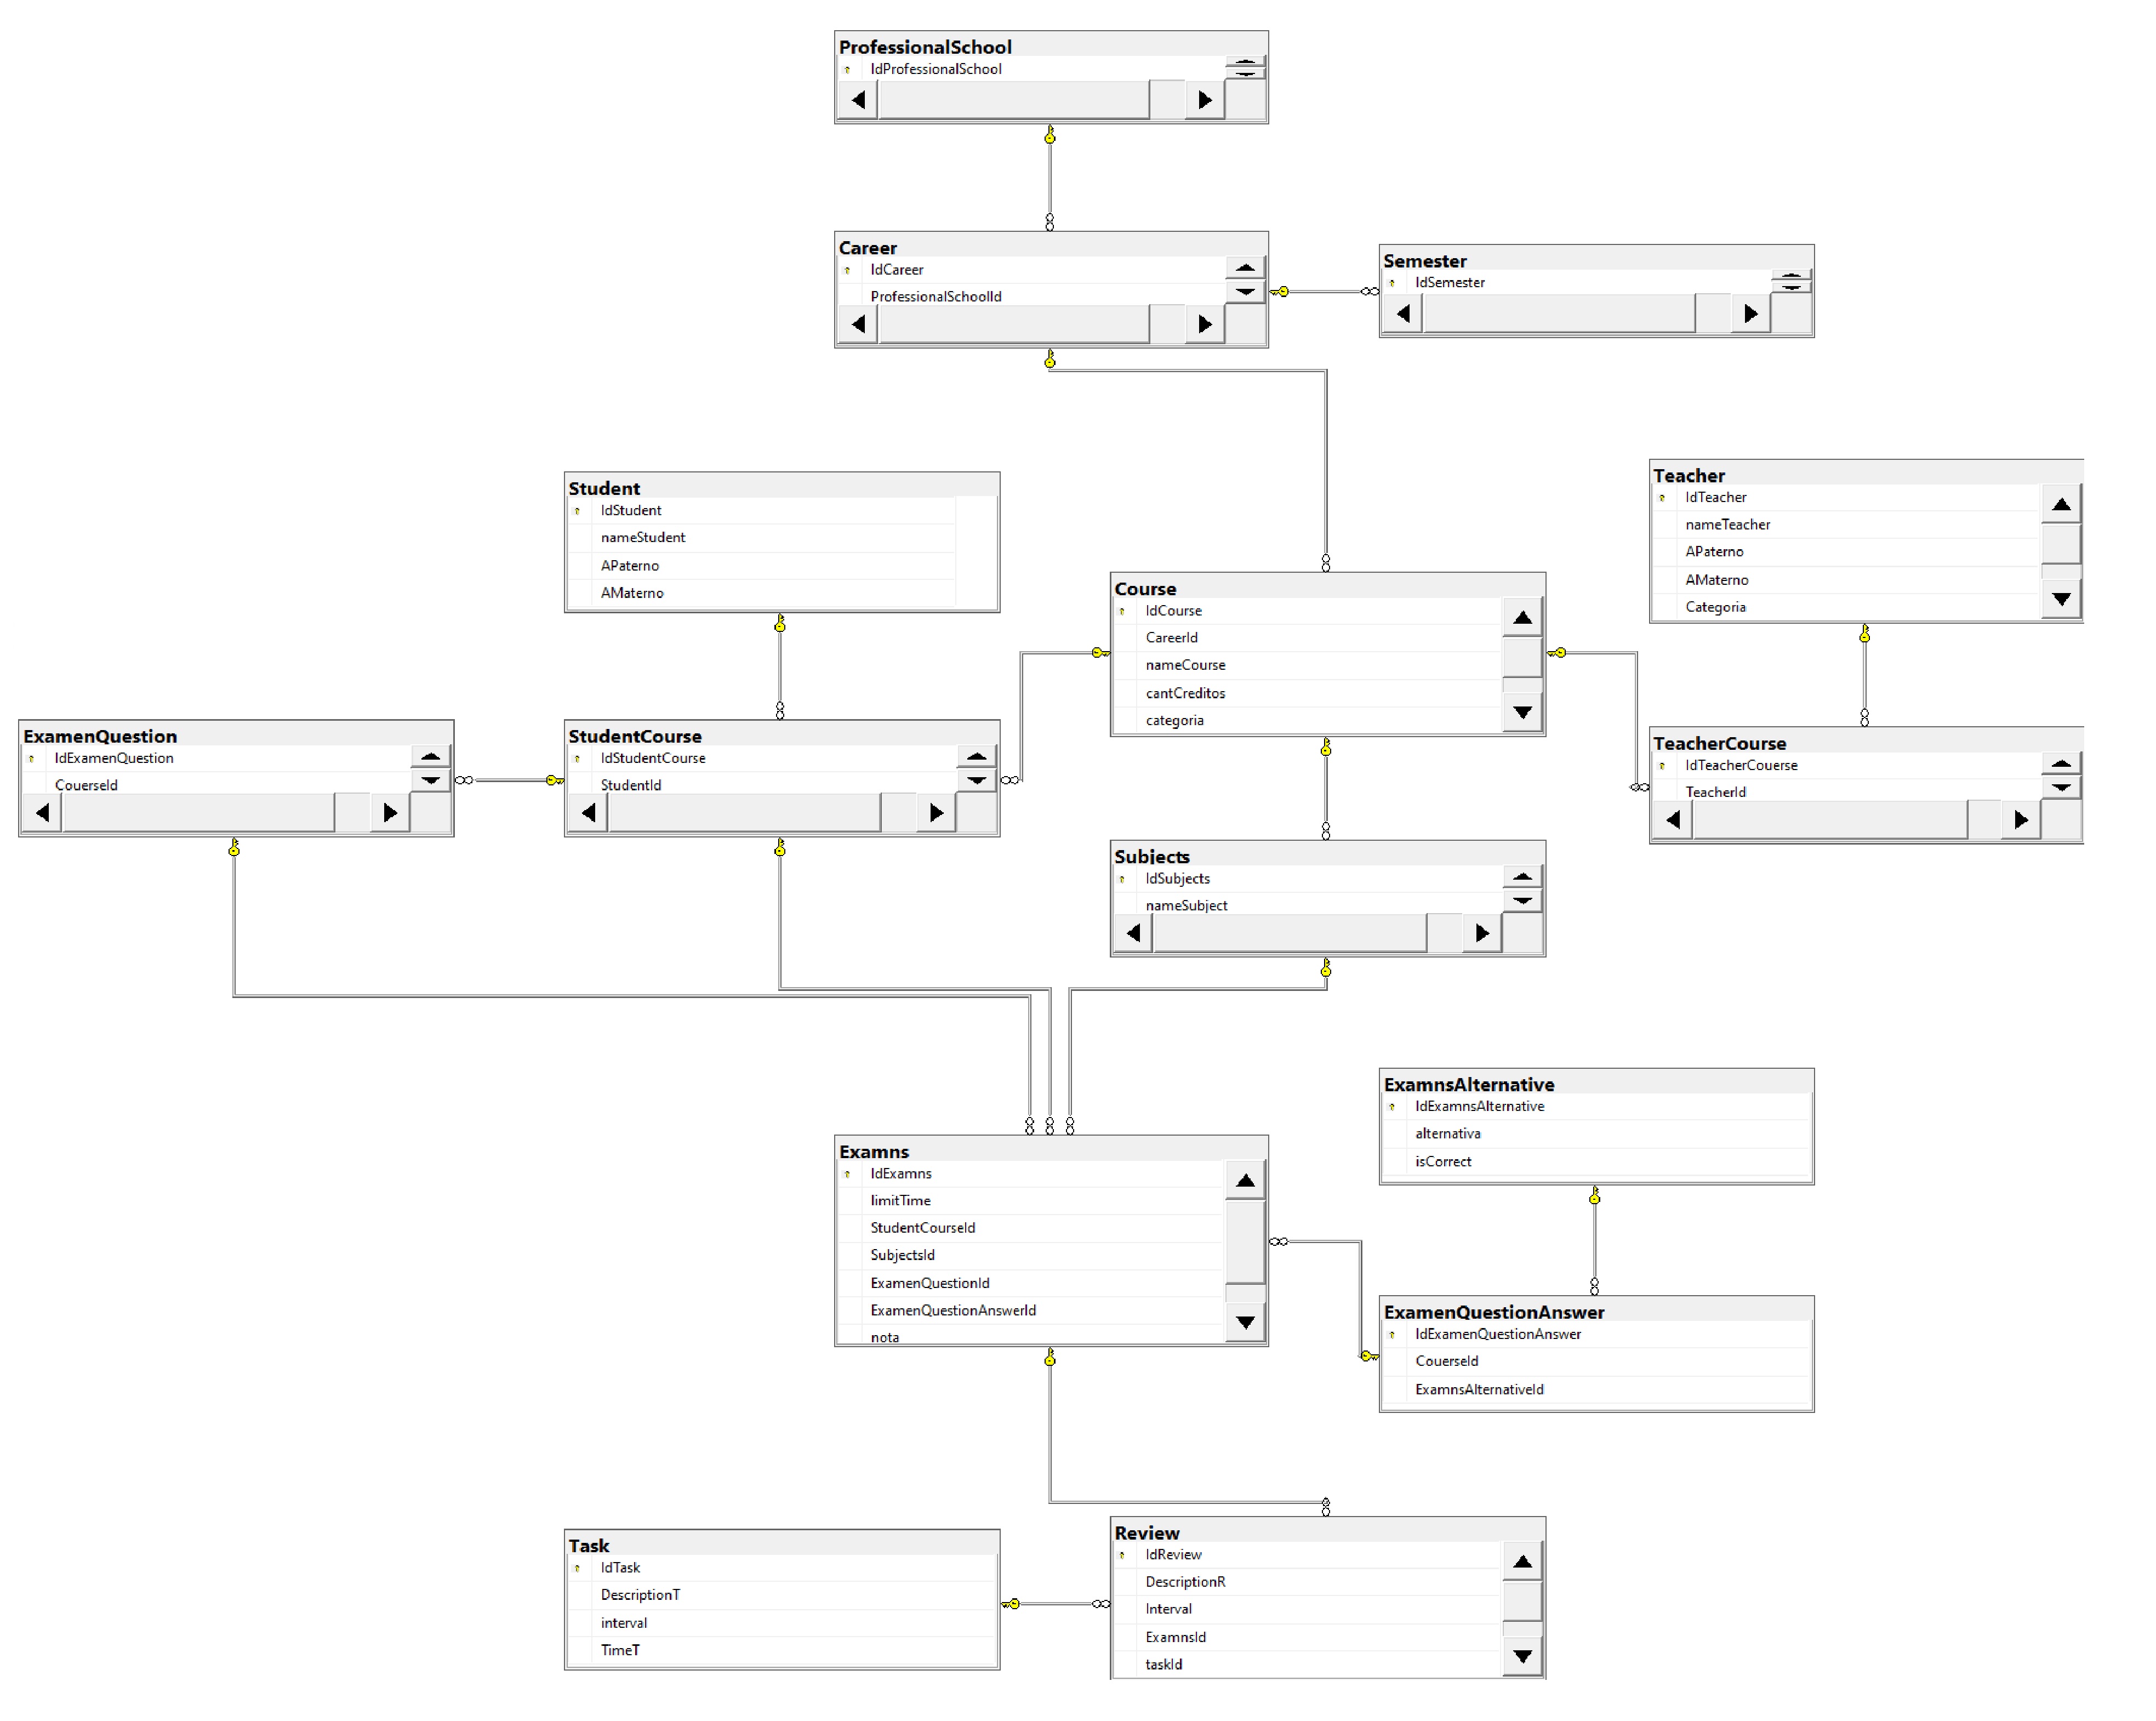 ProfessionalSchool
IdProfessionalSchool
Career
IdCareer
ProfessionalSchoolId
Semester
IdSemester
Student
IdStudent
nameStudent
APaterno
AMaterno
Teacher
IdTeacher
nameTeacher
APaterno
AMaterno
Categoria
Course
IdCourse
CareerId
nameCourse
cantCreditos
categoria
ExamenQuestion
IdExamenQuestion
CouerseId
StudentCourse
IdStudentCourse
StudentId
TeacherCourse
IdTeacherCouerse
TeacherId
Subjects
IdSubjects
nameSubject
ExamnsAlternative
IdExamnsAlternative
alternativa
isCorrect
Examns
IdExamns
limitTime
StudentCourseId
SubjectsId
ExamenQuestionId
ExamenQuestionAnswerId
nota
ExamenQuestionAnswer
IdExamenQuestionAnswer
CouerseId
ExamnsAlternativeId
Task
IdTask
DescriptionT
interval
TimeT
Review
IdReview
DescriptionR
Interval
ExamnsId
taskId